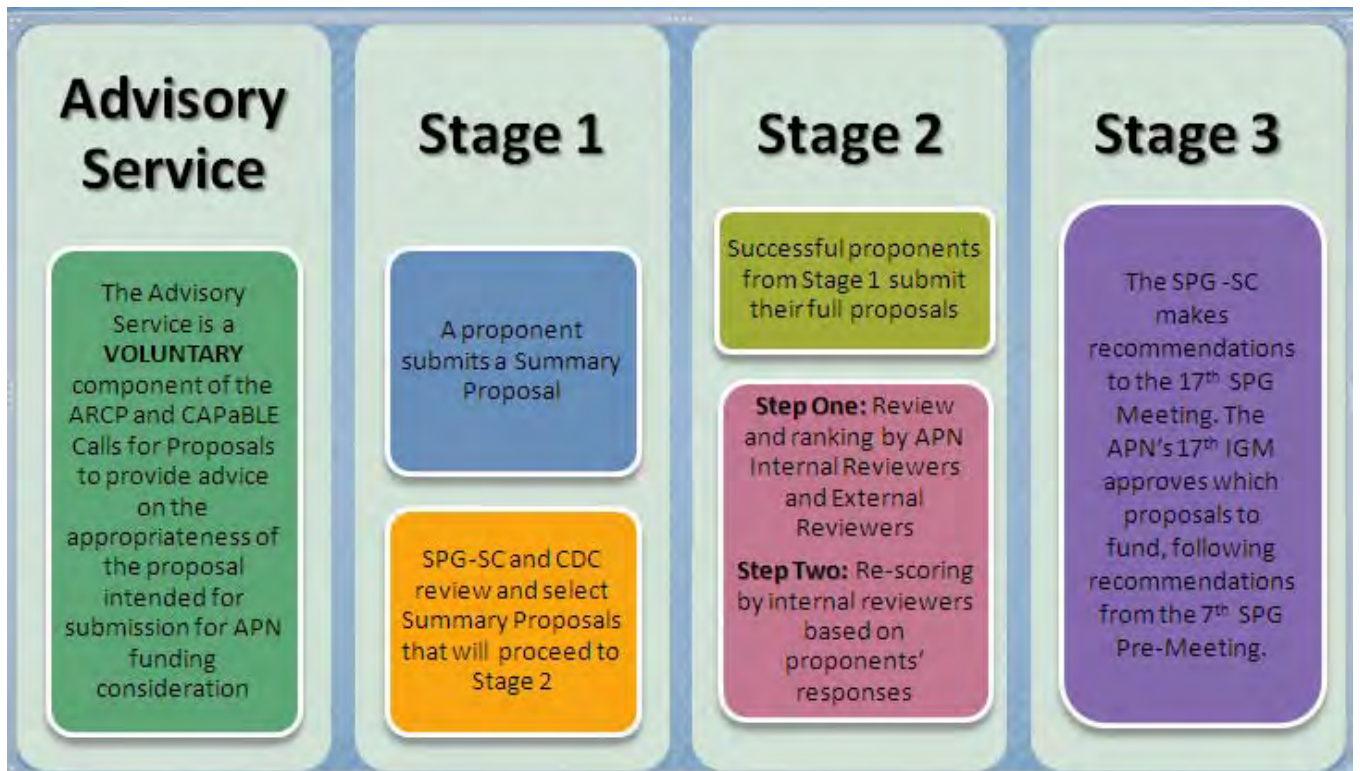 Advisory
Service
The Advisory
Service is a
VOLUNTARY
component of the
ARCP and CAPaBLE
Calls for Proposals
to provide advice
on the
appropriateness of
the proposal
intended for
submission for APN
funding
consideration
Stage 1
A proponent
submits a Summary
Proposal
SPG-SC and CDC
review and select
Summary Proposals
that will proceed to
Stage 2
Stage 2
Successful proponents
from Stage 1 submit
their full proposals
Step One: Review
and ranking by APN
Internal Reviewers
and External
Reviewers
Step Two: Re-scoring
by internal reviewers
based on
proponents'
responses
Stage 3
The SPG -SC
makes
recommendations
to the 17th SPG
Meeting. The
APN's 17th IGM
approves which
proposals to
fund, following
recommendations
from the 7th SPG
Pre-Meeting.